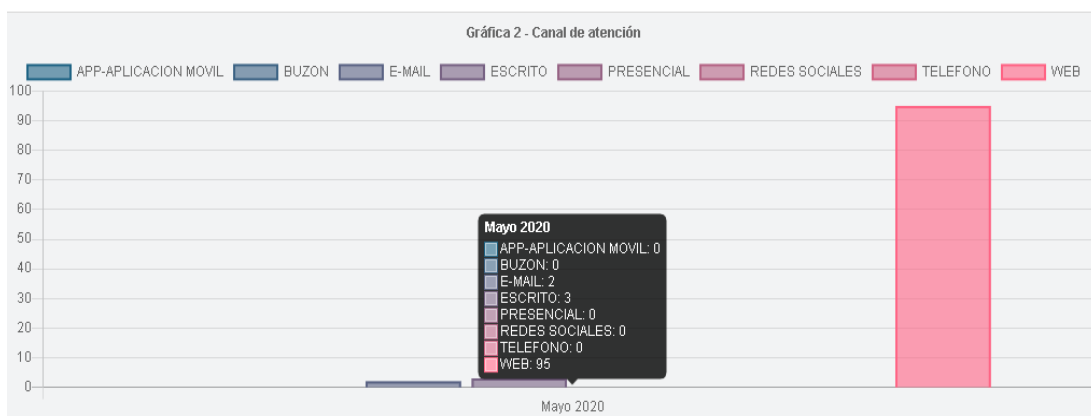 Gráfica 2 - Canal de atención
APP-APLICACION MOVIL BUZON E-MAIL ESCRITO PRESENCIAL REDES SOCIALES TELEFONO WEB
100
90
80
70
60
50
40
30
20
10
0
Mayo 2020
APP-APLICACION MOVIL: 0
BUZON: 0
E-MAIL: 2
ESCRITO: 3
PRESENCIAL: 0
REDES SOCIALES: 0
TELEFONO: 0
WEB: 95
Mayo 2020